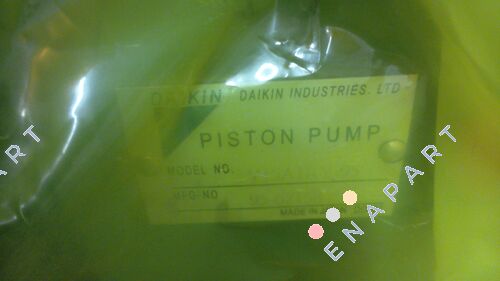 DAIKIN DAIKIN INDUSTRIES. LTD
PISTON PUMP
MODEL NO.
MFG-NO
MADE IN
ENAPART